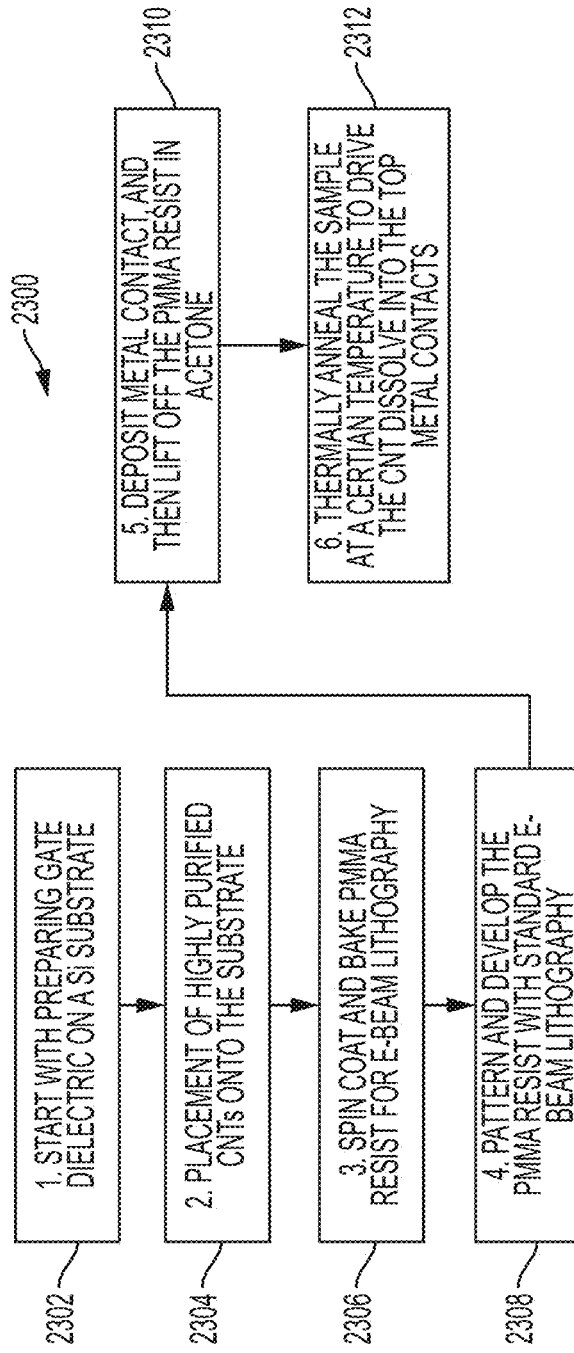 2300
2302
1. START WITH PREPARING GATE
DIELECTRIC ON A SI SUBSTRATE
2304
2. PLACEMENT OF HIGHLY PURIFIED
CNTs ONTO THE SUBSTRATE
2306
3. SPIN COAT AND BAKE PMMA
RESIST FOR E-BEAM LITHOGRAPHY
2308
4. PATTERN AND DEVELOP THE
PMMA RESIST WITH STANDARD E-
BEAM LITHOGRAPHY
5. DEPOSIT METAL CONTACT, AND
THEN LIFT OFF THE PMMA RESIST IN
ACETONE
2310
6. THERMALLY ANNEAL THE SAMPLE
AT A CERTIAN TEMPERATURE TO DRIVE
THE CNT DISSOLVE INTO THE TOP
METAL CONTACTS
2312